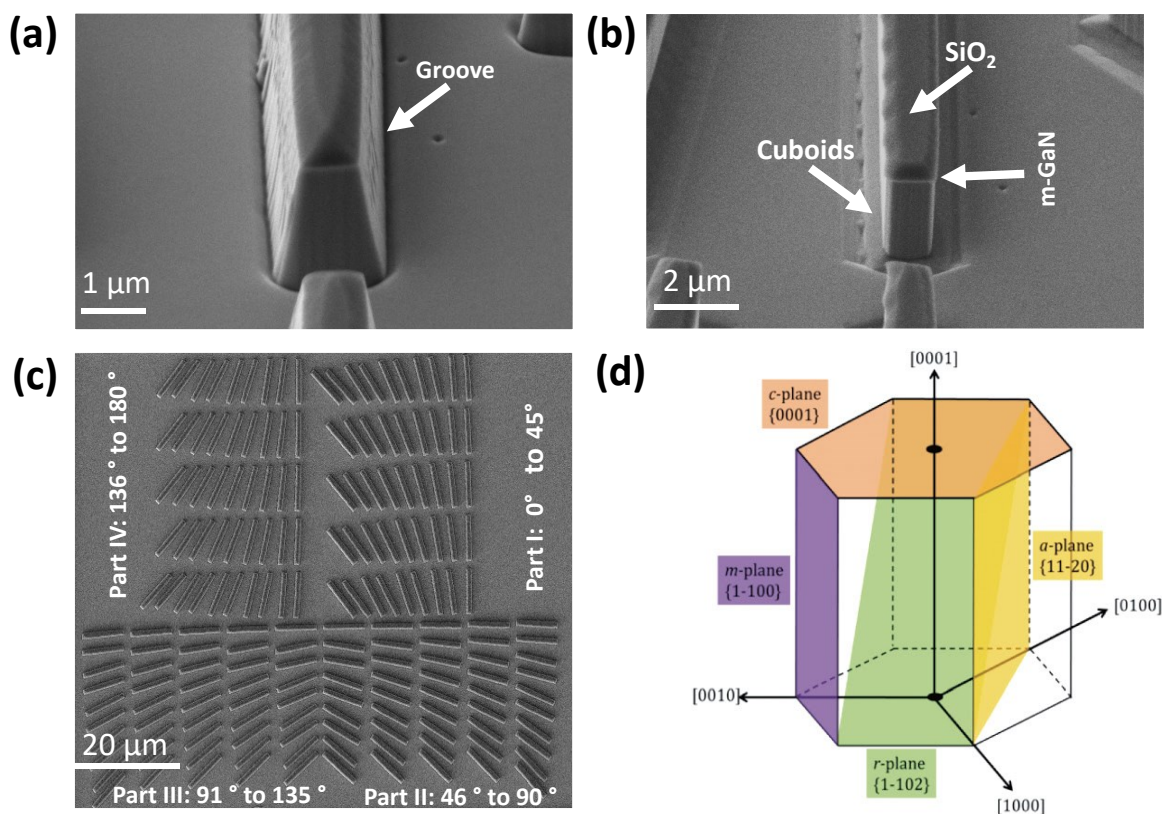 (a)
Groove
1 μm
(b)
SiO₂
Cuboids
m-GaN
2 μm
(c)
Part IV: 136 ° to 180 °
Part I: 0° to 45°
20 μm
Part III: 91 ° to 135 °
Part II: 46 ° to 90 °
(d)
[0001]
c-plane
{0001}
m-plane
{1-100}
a-plane
{11-20}
[0100]
[0010]
r-plane
{1-102}
[1000]